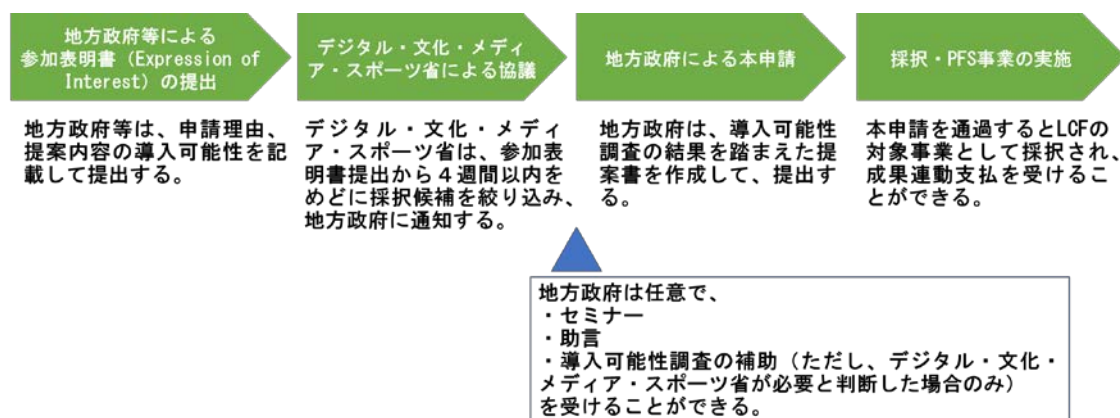 地方政府等による
参加表明書（Expression of
Interest）の提出
地方政府等は、申請理由、
提案内容の導入可能性を記
載して提出する。
デジタル・文化・メディ
ア・スポーツ省による協議
デジタル・文化・メディ
ア・スポーツ省は、参加表
明書提出から４週間以内を
めどに採択候補を絞り込み、
地方政府に通知する。
地方政府による本申請
地方政府は、導入可能性
調査の結果を踏まえた提
案書を作成して、提出す
る。
採択・PFS事業の実施
本申請を通過するとLCFの
対象事業として採択され、
成果連動支払を受けるこ
とができる。
地方政府は任意で、
・セミナー
・助言
・導入可能性調査の補助（ただし、デジタル・文化・
メディア・スポーツ省が必要と判断した場合のみ）
を受けることができる。